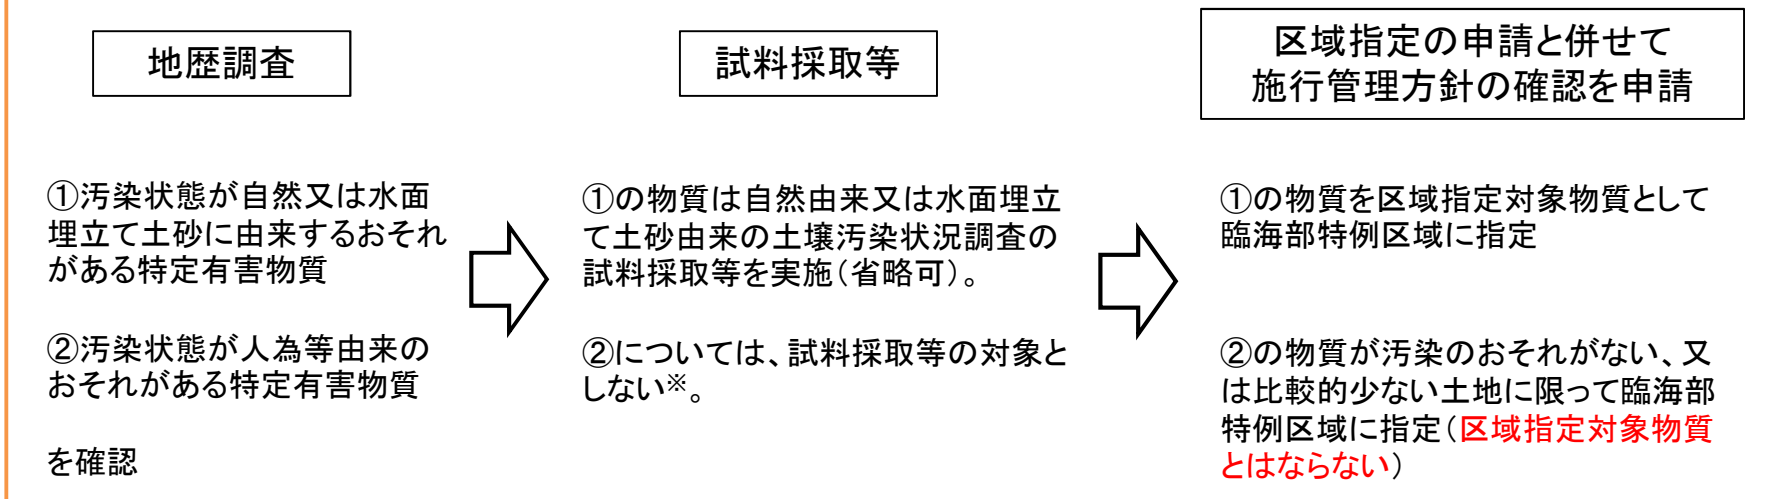 地歴調査
①汚染状態が自然又は水面
埋立て土砂に由来するおそれ
がある特定有害物質
②汚染状態が人為等由来の
おそれがある特定有害物質
を確認
試料採取等
①の物質は自然由来又は水面埋立
て土砂由来の土壌汚染状況調査の
試料採取等を実施（省略可）。
②については、試料採取等の対象と
しない※。
区域指定の申請と併せて
施行管理方針の確認を申請
①の物質を区域指定対象物質として
臨海部特例区域に指定
②の物質が汚染のおそれがない、又
は比較的少ない土地に限って臨海部
特例区域に指定（区域指定対象物質
とはならない）